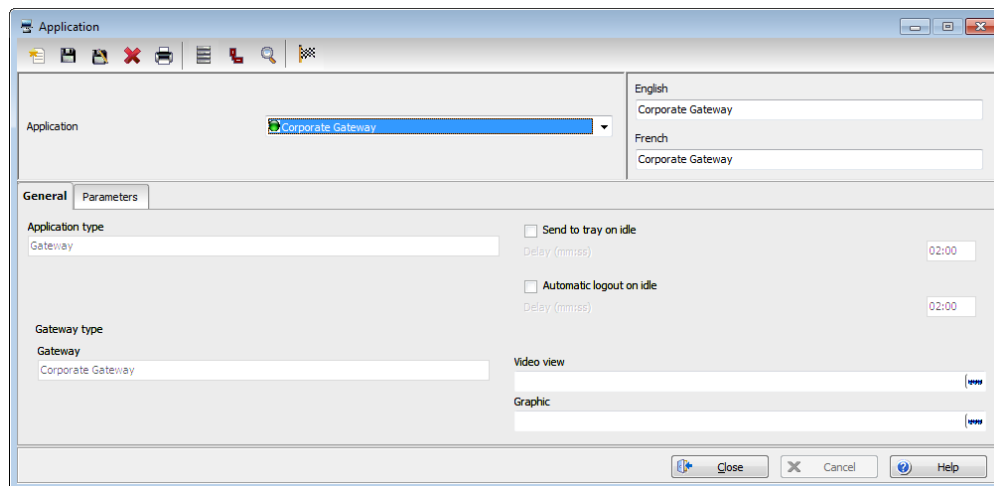 Application
English
Corporate Gateway
Application
Corporate Gateway
French
Corporate Gateway
General
Parameters
Application type
Gateway
Send to tray on idle
Delay (mm:ss)
02:00
Automatic logout on idle
Delay (mm:ss)
02:00
Gateway type
Gateway
Corporate Gateway
Video view
Graphic
Close
Cancel
Help